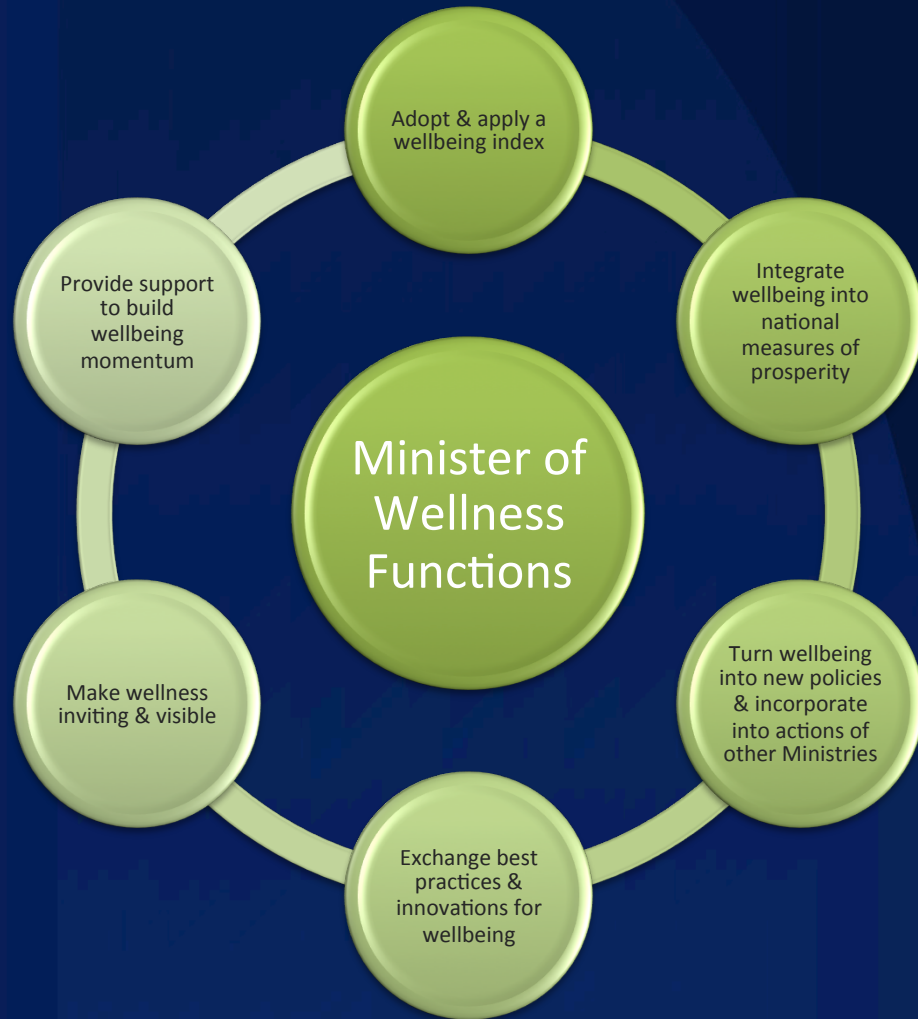 Adopt & apply a
wellbeing index
Integrate
wellbeing into
national
measures of
prosperity
Turn wellbeing
into new policies
& incorporate
into actions of
other Ministries
Exchange best
practices &
innovations for
wellbeing
Make wellness
inviting & visible
Provide support
to build
wellbeing
momentum
Minister of
Wellness
Functions